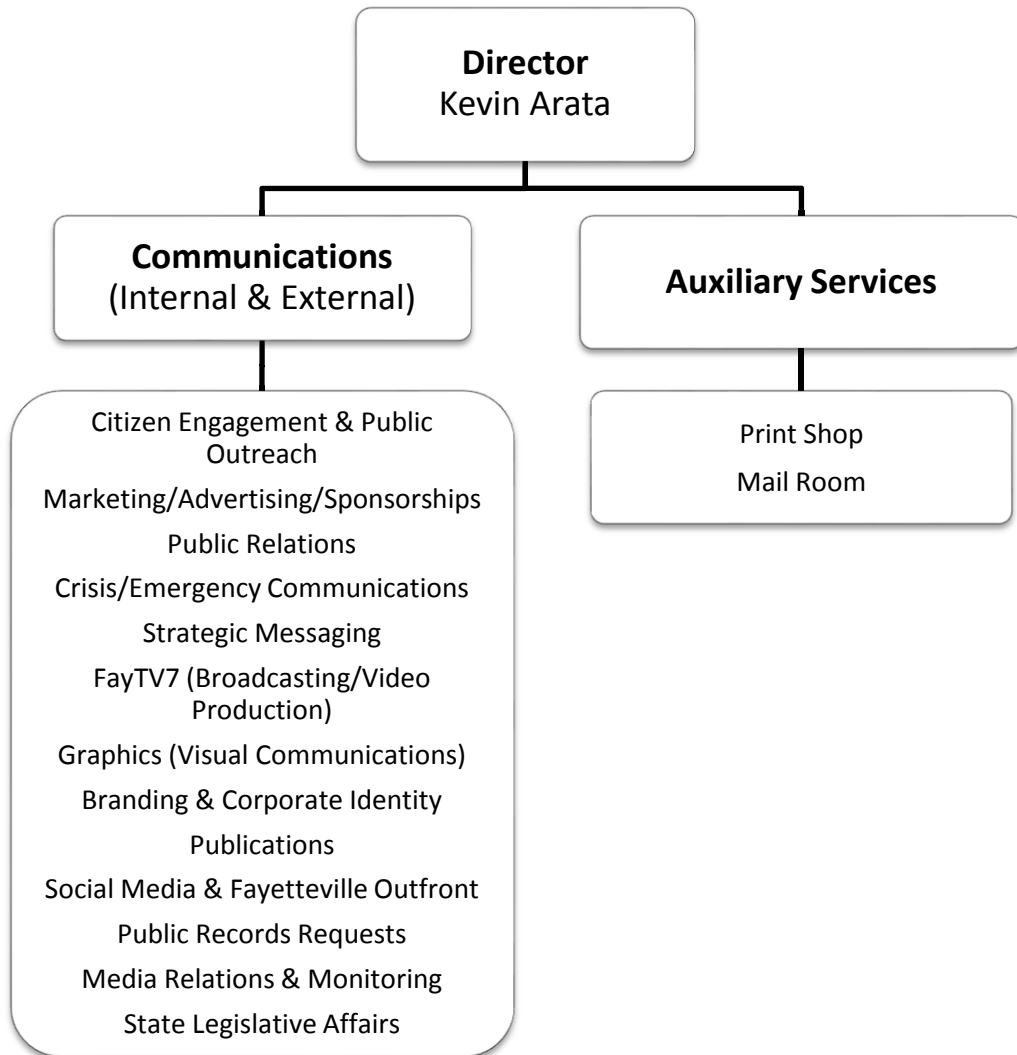 Director
Kevin Arata
Communications
(Internal & External)
Auxiliary Services
Citizen Engagement & Public
Outreach
Marketing/Advertising/Sponsorships
Public Relations
Crisis/Emergency Communications
Strategic Messaging
FayTV7 (Broadcasting/Video
Production)
Graphics (Visual Communications)
Branding & Corporate Identity
Publications
Social Media & Fayetteville Outfront
Public Records Requests
Media Relations & Monitoring
State Legislative Affairs
Print Shop
Mail Room